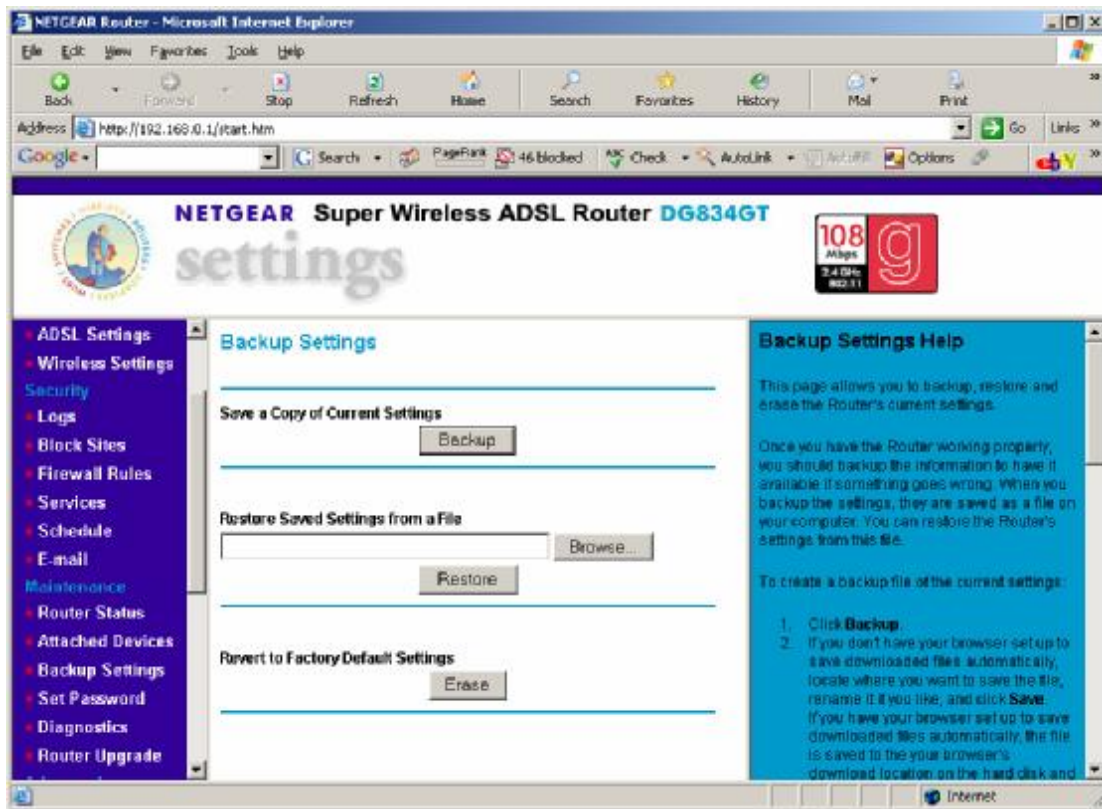 NETGEAR Router - Microsoft Internet Explorer
File Edit View Favorites Tools Help
Back Forward Stop Refresh Home Search Favorites History Mail Print
Address http://192.168.0.1/start.htm Go Links
Google Search PageRank 46 blocked ABC Check AutoLink AutoFill Options eb Y
NETGEAR Super Wireless ADSL Router DG834GT
settings
108
Mbps
2.4 GHz
802.11
g
ADSL Settings
Wireless Settings
Security
Logs
Block Sites
Firewall Rules
Services
Schedule
E-mail
Maintenance
Router Status
Attached Devices
Backup Settings
Set Password
Diagnostics
Router Upgrade
Backup Settings
Save a Copy of Current Settings
Backup
Restore Saved Settings from a File
Browse...
Restore
Revert to Factory Default Settings
Erase
Backup Settings Help
This page allows you to backup, restore and
erase the Router's current settings.
Once you have the Router working properly,
you should backup the information to have it
available if something goes wrong. When you
backup the settings, they are saved as a file on
your computer. You can restore the Router's
settings from this file.
To create a backup file of the current settings:
1. Click Backup.
2. If you don't have your browser set up to
save downloaded files automatically,
locate where you want to save the file,
rename it if you like, and click Save.
If you have your browser set up to save
downloaded files automatically, the file
is saved to the your browser's
download location on the hard disk and
Internet